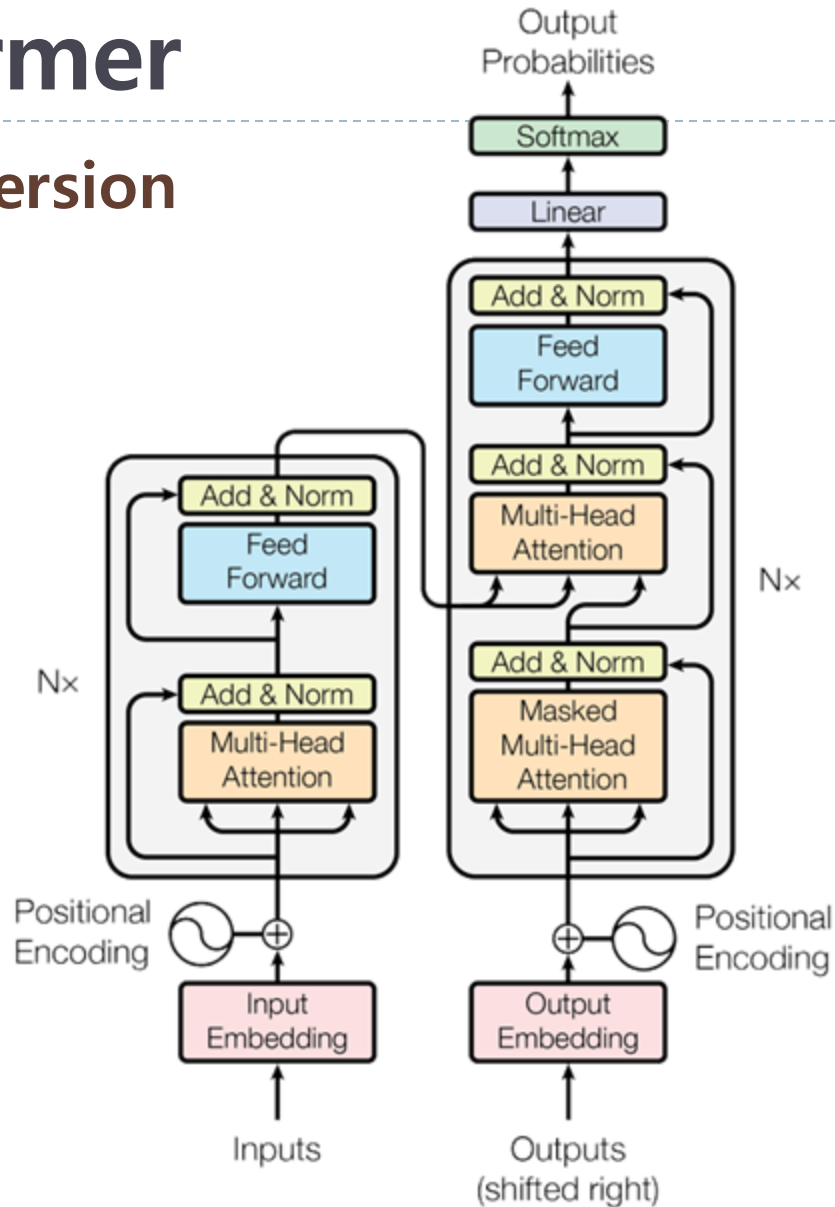 rmer
ersion
Output
Probabilities
Softmax
Linear
Add & Norm
Feed
Forward
Add & Norm
Multi-Head
Attention
Nx
Add & Norm
Masked
Multi-Head
Attention
Positional
Encoding
Output
Embedding
Outputs
(shifted right)
Add & Norm
Feed
Forward
Nx
Add & Norm
Multi-Head
Attention
Positional
Encoding
Input
Embedding
Inputs